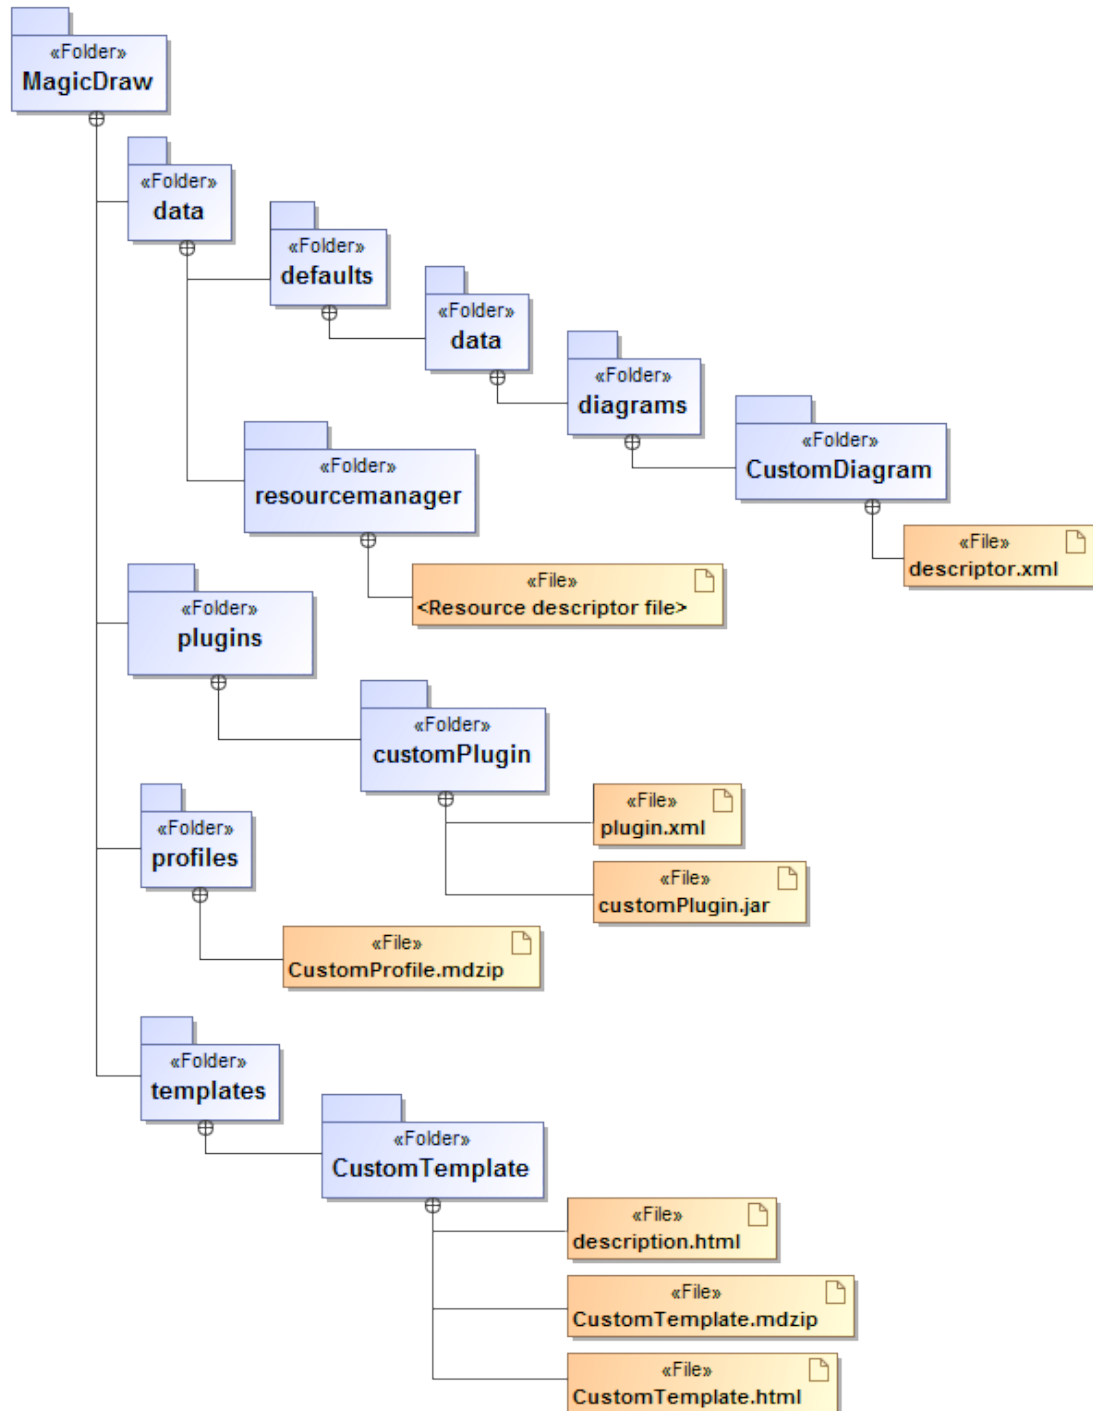 «Folder»
MagicDraw
«Folder»
data
«Folder»
defaults
«Folder»
data
«Folder»
diagrams
«Folder»
CustomDiagram
«File»
descriptor.xml
«Folder»
resourcemanager
«File»
<Resource descriptor file>
«Folder»
plugins
«Folder»
customPlugin
«File»
plugin.xml
«File»
customPlugin.jar
«Folder»
profiles
«File»
CustomProfile.mdzip
«Folder»
templates
«Folder»
CustomTemplate
«File»
description.html
«File»
CustomTemplate.mdzip
«File»
CustomTemplate.html